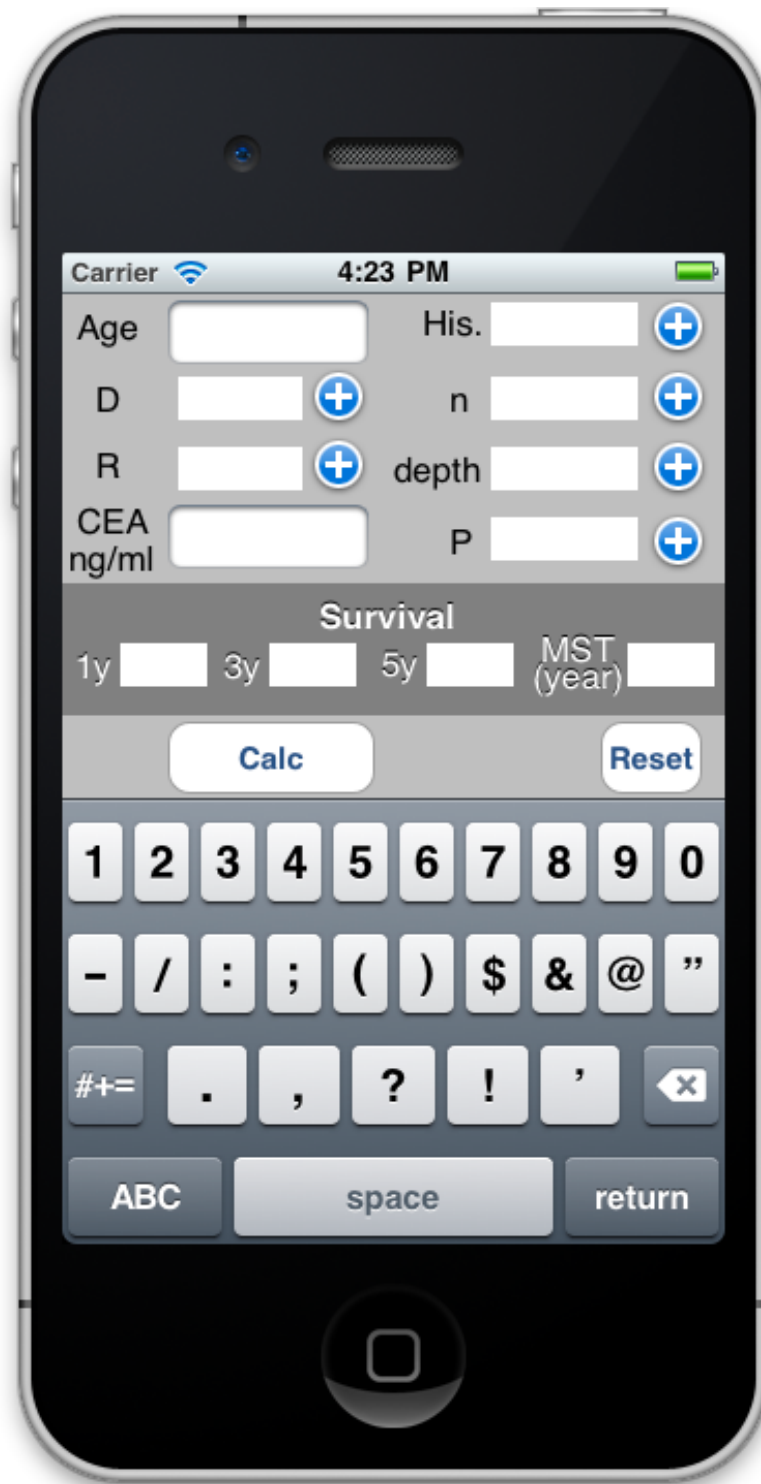 Carrier 4:23 PM
Age His.
D n
R depth
CEA
ng/ml P
Survival
1y 3y 5y MST
(year)
Calc Reset
1 2 3 4 5 6 7 8 9 0
- / : ; ( ) $ & @ ”
#+= . , ? ! ’
ABC space return